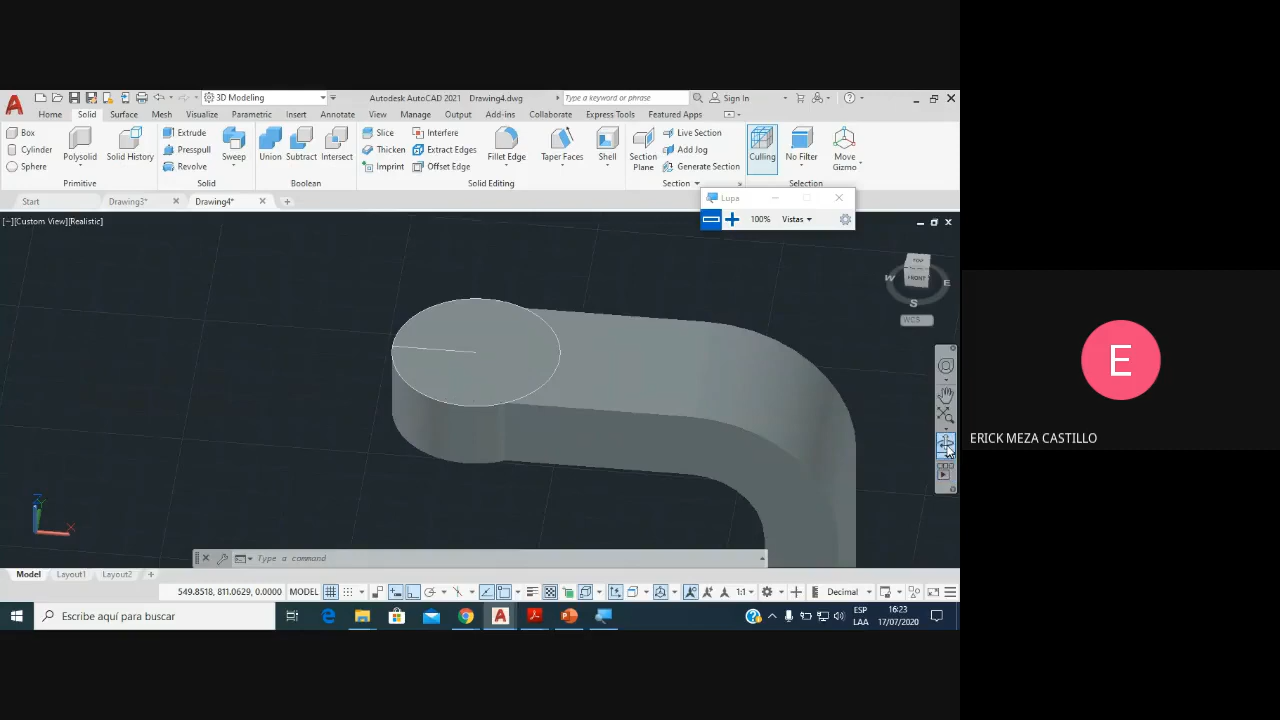 3D Modeling
Autodesk AutoCAD 2021 Drawing4.dwg
Type a keyword or phrase
Sign In
Home Solid Surface Mesh Visualize Parametric Insert Annotate View Manage Output Add-ins Collaborate Express Tools Featured Apps
Box
Cylinder
Sphere
Polysolid
Solid History
Extrude
Presspull
Revolve
Sweep
Union
Subtract
Intersect
Slice
Thicken
Imprint
Interfere
Extract Edges
Offset Edge
Fillet Edge
Taper Faces
Shell
Section
Plane
Live Section
Add Jog
Generate Section
Culling
No Filter
Move
Gizmo
Primitive
Solid
Boolean
Solid Editing
Section
Selection
Start
Drawing3*
Drawing4*
Lupa
100%
Vistas
[−][Custom View][Realistic]
TOP
FRONT
W
E
S
WCS
E
ERICK MEZA CASTILLO
Z
Y
X
Type a command
Model Layout1 Layout2
549.8518, 811.0629, 0.0000 MODEL
1:1
Decimal
Escribe aquí para buscar
ESP
LAA
16:23
17/07/2020